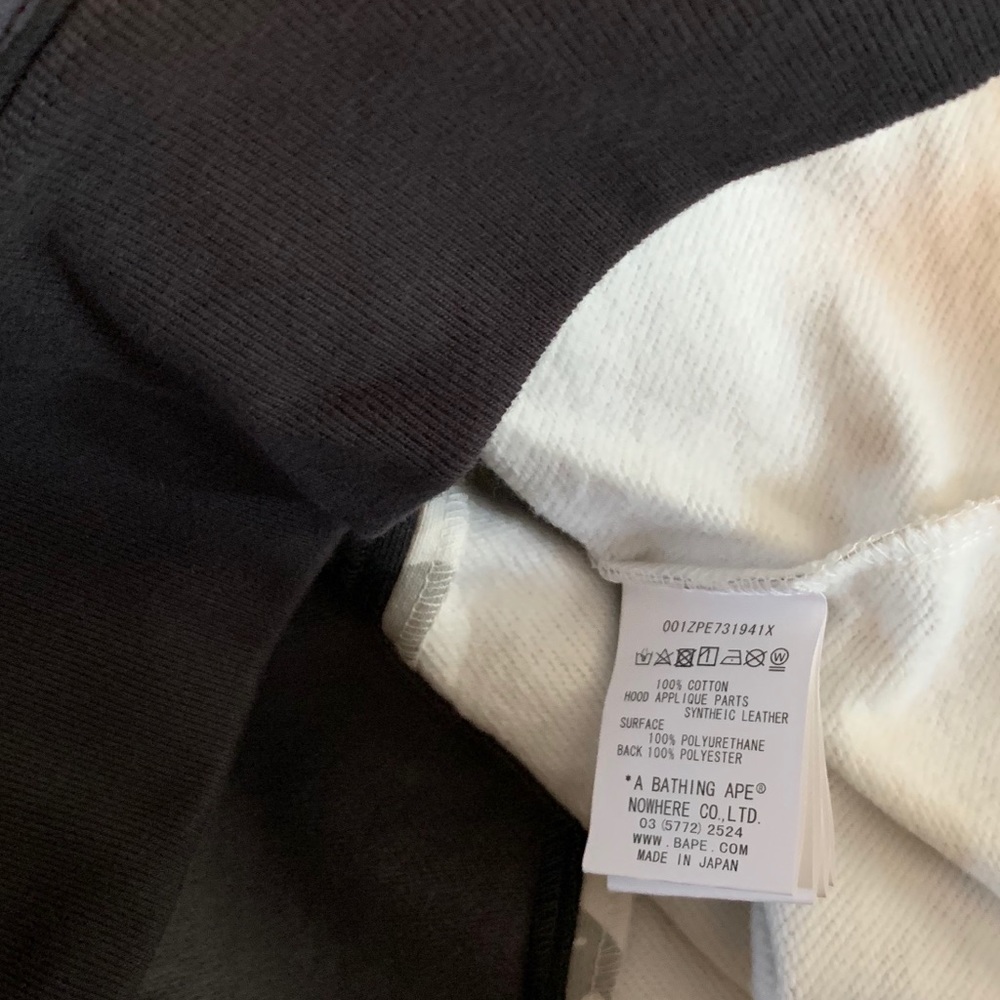 001ZPE731941X
W
100% COTTON
HOOD APPLIQUE PARTS
SYNTHEIC LEATHER
SURFACE
100% POLYURETHANE
BACK 100% POLYESTER
*A BATHING APE®
NOWHERE CO.,LTD.
03 (5772) 2524
WWW.BAPE.COM
MADE IN JAPAN